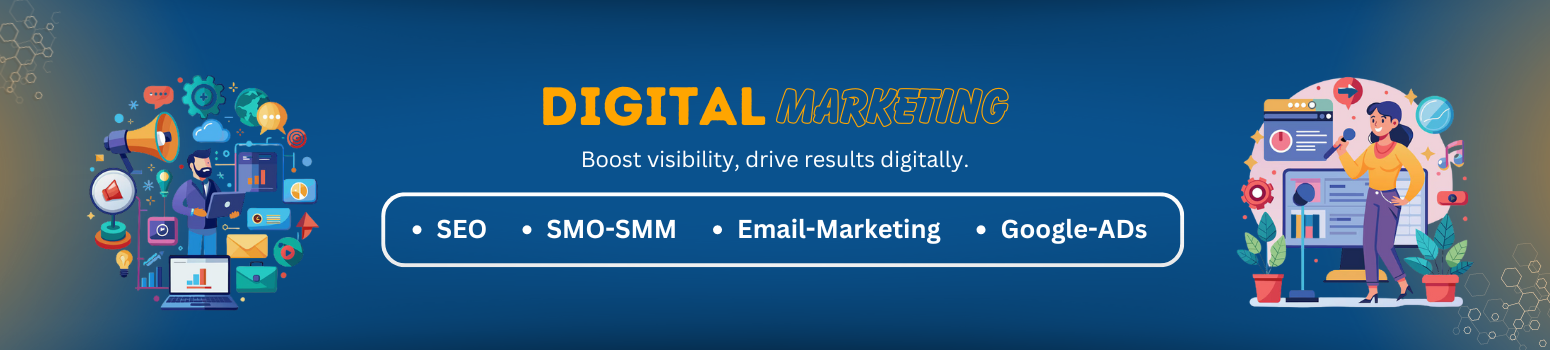 DIGITAL MARKETING
Boost visibility, drive results digitally.
• SEO • SMO-SMM • Email-Marketing • Google-ADs